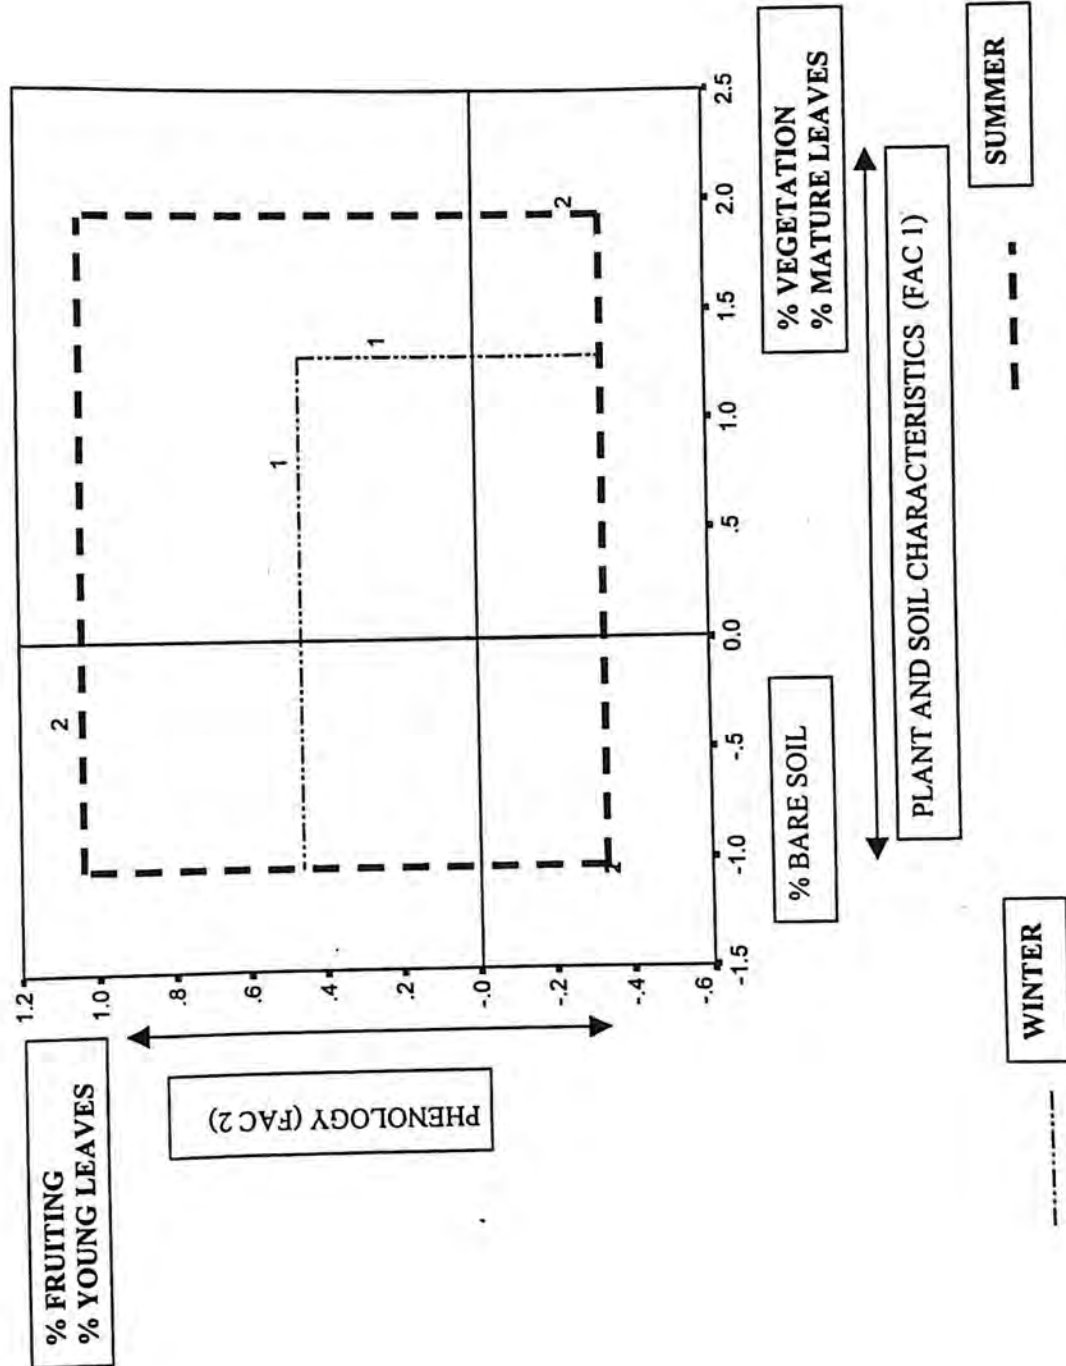 % FRUITING
% YOUNG LEAVES
PHENOLOGY (FAC 2)
1.2
1.0
.8
.6
.4
.2
-.0
-.2
-.4
-.6
2
1
1
2
2
-1.5
-1.0
-.5
0.0
.5
1.0
1.5
2.0
2.5
% BARE SOIL
% VEGETATION
% MATURE LEAVES
PLANT AND SOIL CHARACTERISTICS (FAC 1)
WINTER
SUMMER